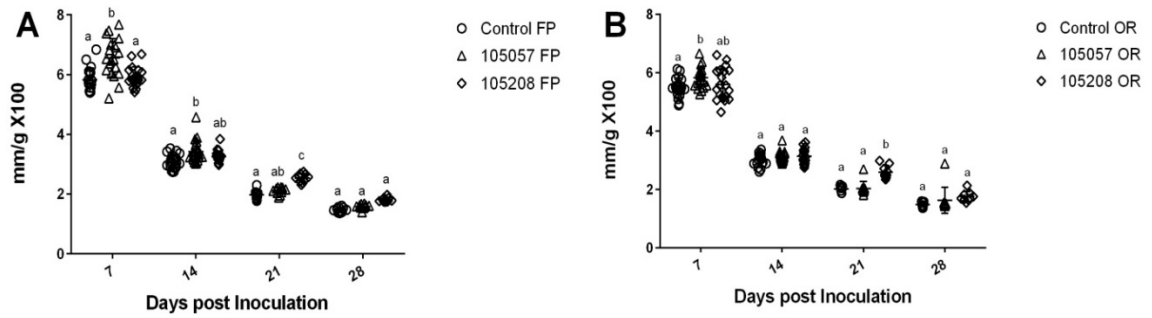 A
mm/g X100
8
6
4
2
0
a b a
a b ab
a ab c
a a a
7 14 21 28
Days post Inoculation
Control FP
105057 FP
105208 FP
B
mm/g X100
8
6
4
2
0
a b ab
a a a
a a b
a a a
7 14 21 28
Days post Inoculation
Control OR
105057 OR
105208 OR